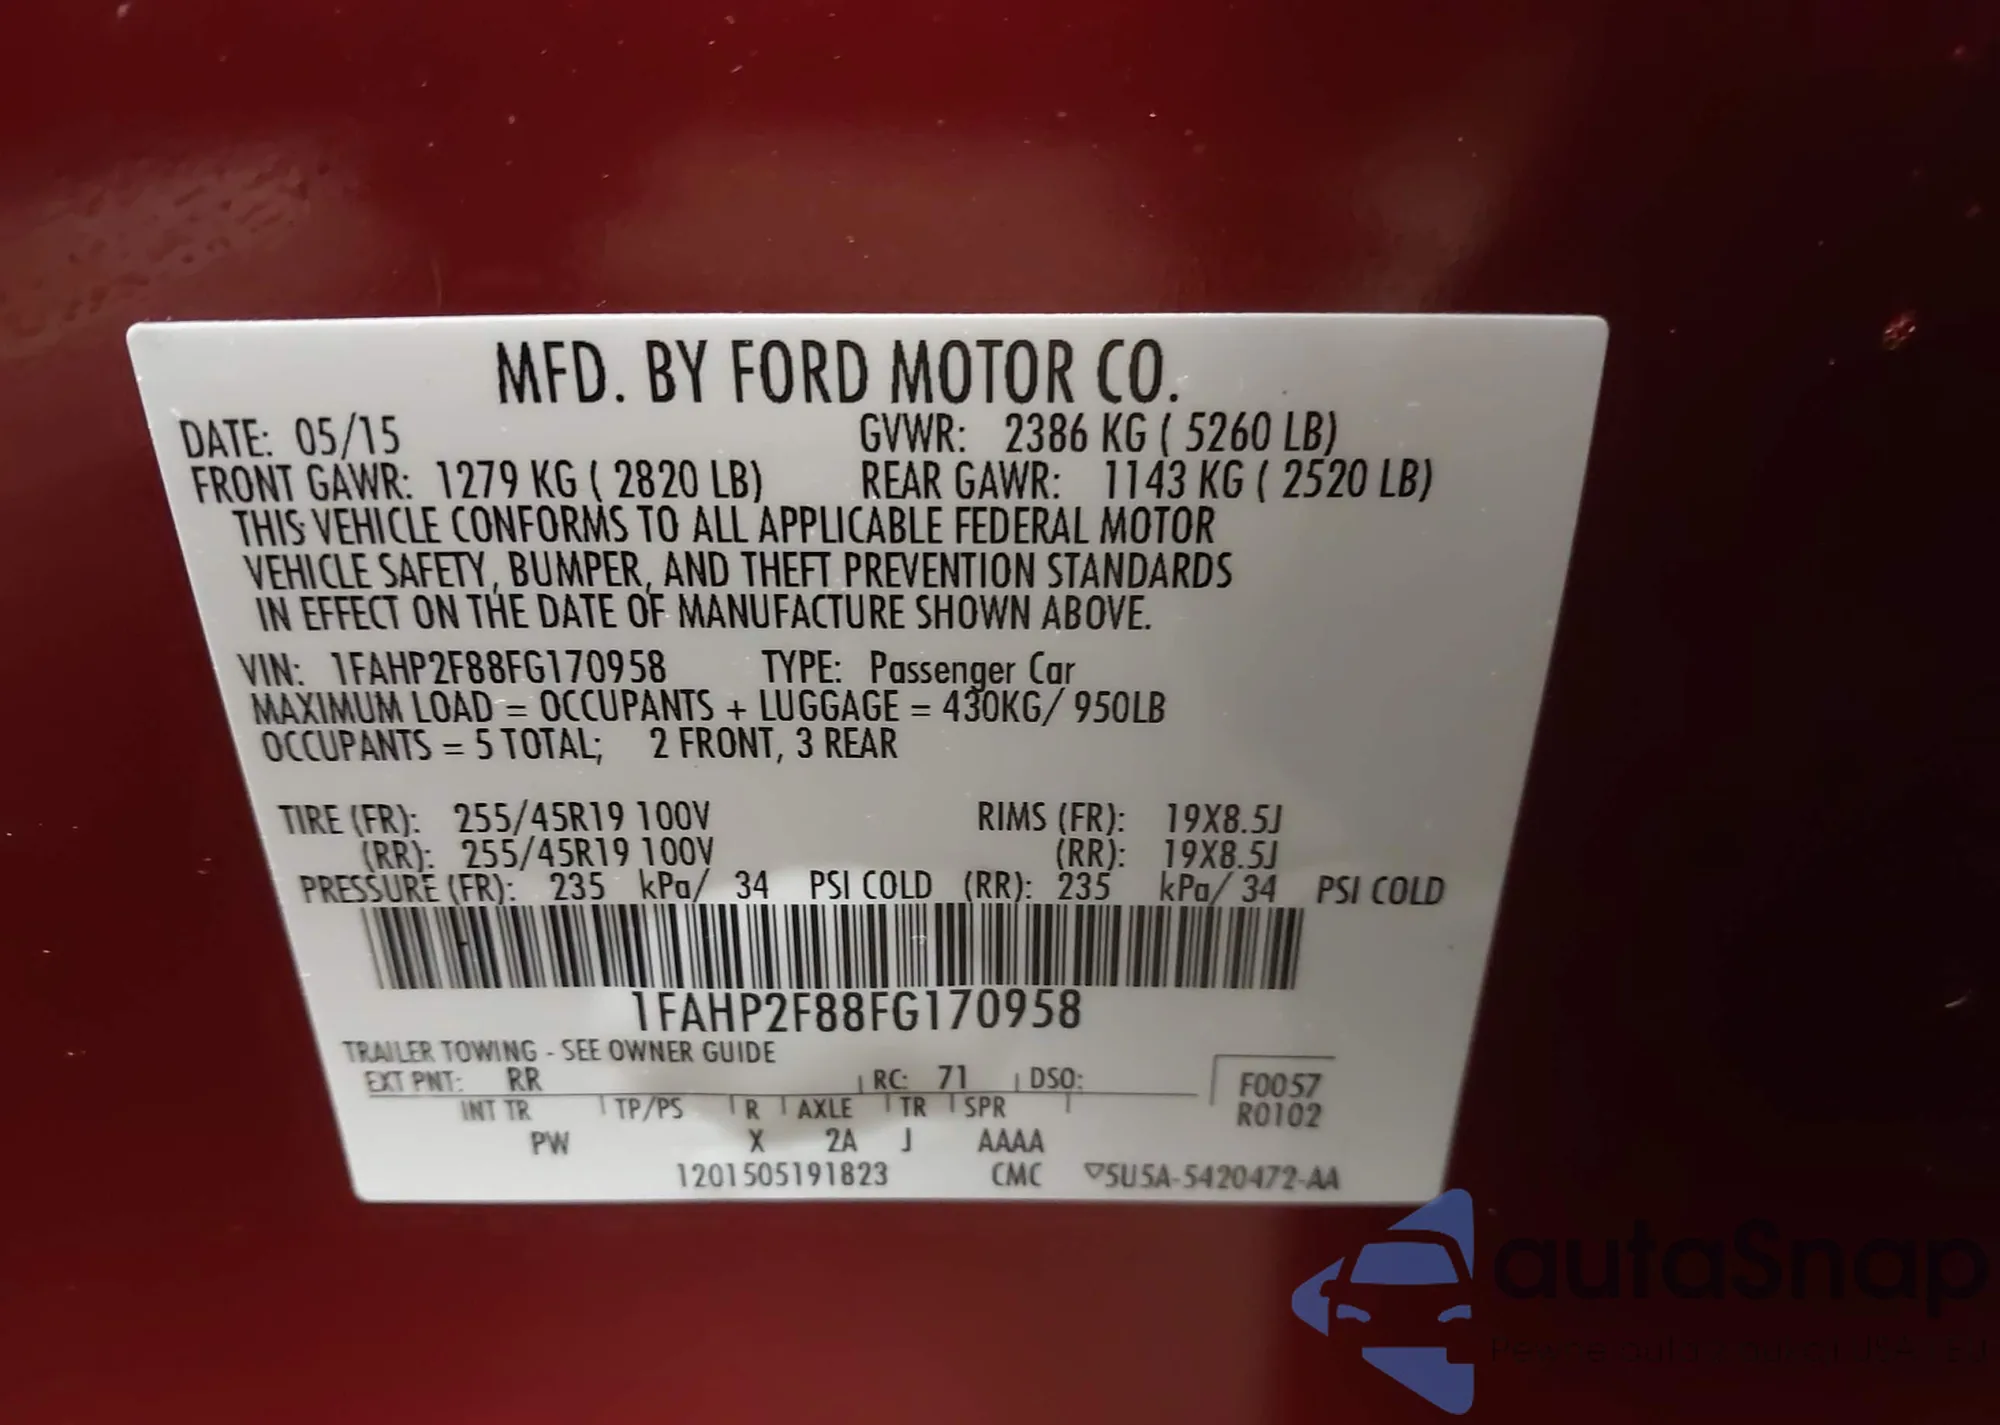 MFD. BY FORD MOTOR CO.
DATE: 05/15 GVWR: 2386 KG ( 5260 LB)
FRONT GAWR: 1279 KG ( 2820 LB) REAR GAWR: 1143 KG ( 2520 LB)
THIS VEHICLE CONFORMS TO ALL APPLICABLE FEDERAL MOTOR
VEHICLE SAFETY, BUMPER, AND THEFT PREVENTION STANDARDS
IN EFFECT ON THE DATE OF MANUFACTURE SHOWN ABOVE.
VIN: 1FAHP2F88FG170958 TYPE: Passenger Car
MAXIMUM LOAD = OCCUPANTS + LUGGAGE = 430KG/ 950LB
OCCUPANTS = 5 TOTAL; 2 FRONT, 3 REAR
TIRE (FR): 255/45R19 100V RIMS (FR): 19X8.5J
(RR): 255/45R19 100V (RR): 19X8.5J
PRESSURE (FR): 235 kPa/ 34 PSI COLD (RR): 235 kPa/ 34 PSI COLD
1FAHP2F88FG170958
TRAILER TOWING - SEE OWNER GUIDE
EXT PNT: RR RC: 71 DSO: F0057
INT TR TP/PS R AXLE TR SPR R0102
PW X 2A J AAAA
1201505191823 CMC 5U5A-5420472-AA
autaSnap